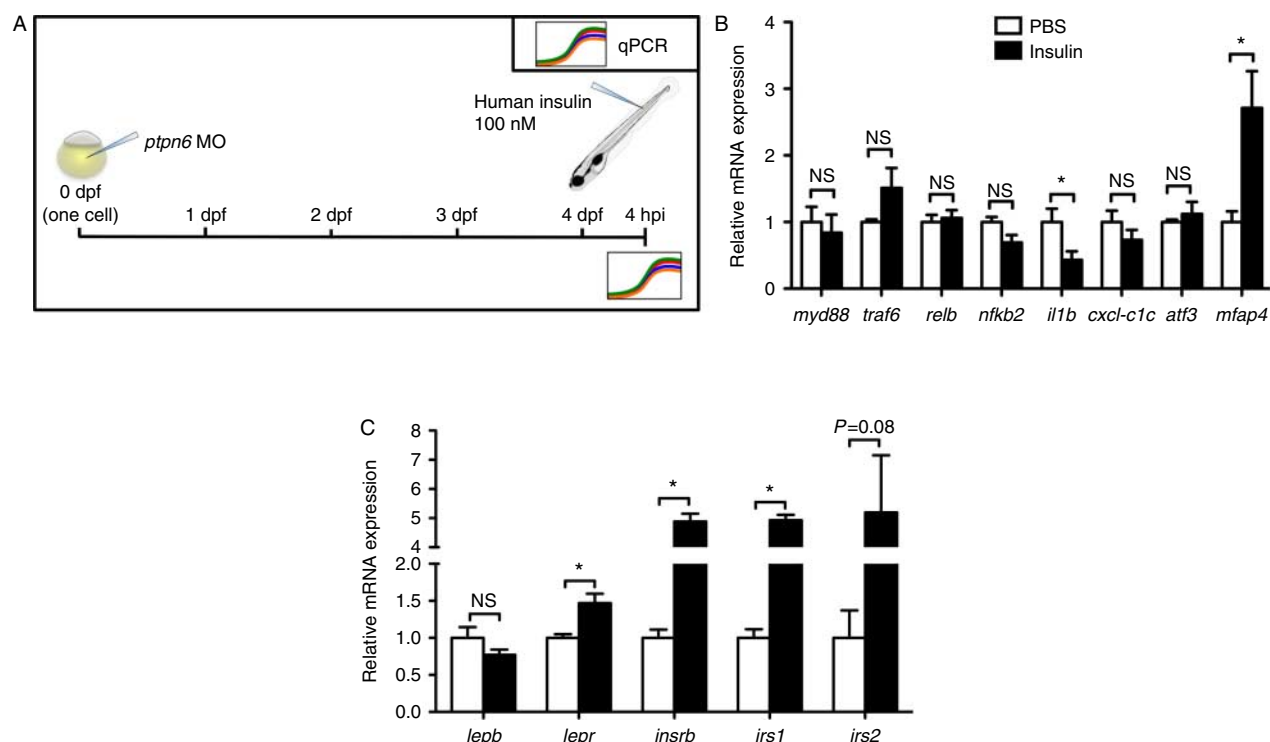 A
qPCR
Human insulin
100 nM
ptpn6 MO
0 dpf
(one cell)
1 dpf
2 dpf
3 dpf
4 dpf
4 hpi
B
PBS
Insulin
Relative mRNA expression
4
3
2
1
0
NS
NS
NS
NS
*
NS
NS
*
myd88
traf6
relb
nfkb2
il1b
cxcl-c1c
atf3
mfap4
C
Relative mRNA expression
8
7
6
5
4
2.0
1.5
1.0
0.5
0.0
NS
*
*
*
P=0.08
lepb
lepr
insrb
irs1
irs2